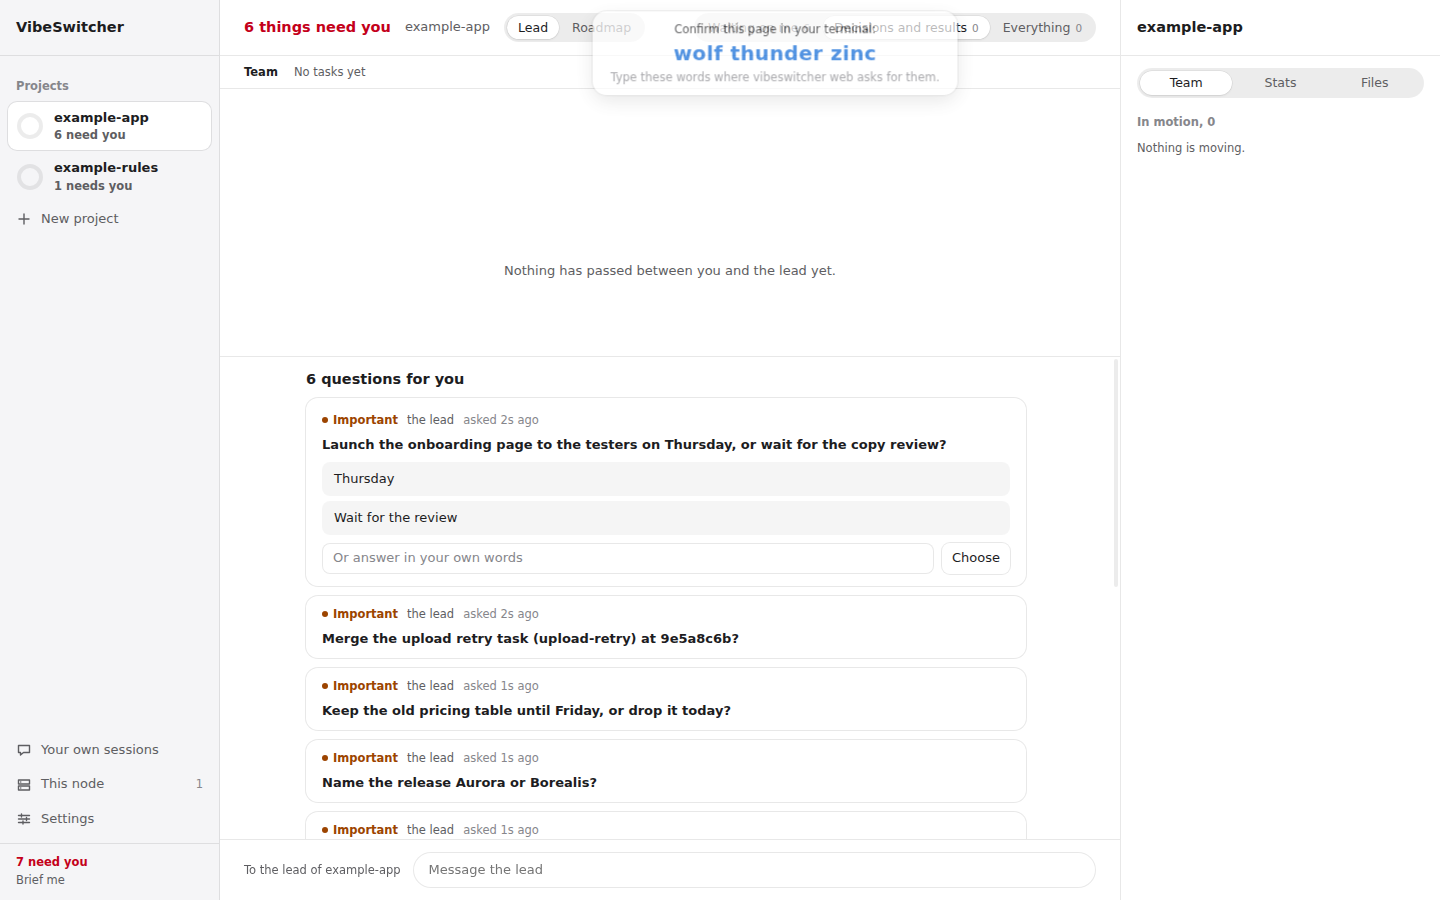 VibeSwitcher
Projects
example-app
6 need you
example-rules
1 needs you
New project
Your own sessions
This node 1
Settings
7 need you
Brief me
6 things need you example-app Lead Roadmap Decisions and results 0 Everything 0
Confirm this page in your terminal:
wolf thunder zinc
Type these words where vibeswitcher web asks for them.
Team No tasks yet
Nothing has passed between you and the lead yet.
6 questions for you
Important the lead asked 2s ago
Launch the onboarding page to the testers on Thursday, or wait for the copy review?
Thursday
Wait for the review
Or answer in your own words Choose
Important the lead asked 2s ago
Merge the upload retry task (upload-retry) at 9e5a8c6b?
Important the lead asked 1s ago
Keep the old pricing table until Friday, or drop it today?
Important the lead asked 1s ago
Name the release Aurora or Borealis?
Important the lead asked 1s ago
To the lead of example-app Message the lead
example-app
Team Stats Files
In motion, 0
Nothing is moving.